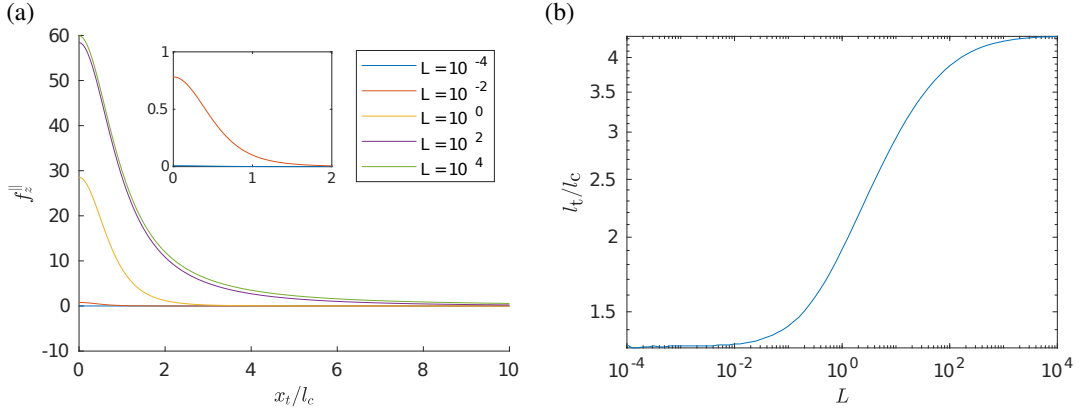 (a)
60
50
40
30
20
10
0
-10
0 2 4 6 8 10
f_z^∥
x_t/l_c
1
0.5
0
0 1 2
L =10 -4
L =10 -2
L =10 0
L =10 2
L =10 4
(b)
4
3.5
3
2.5
2
1.5
l_t/l_c
10^-4 10^-2 10^0 10^2 10^4
L